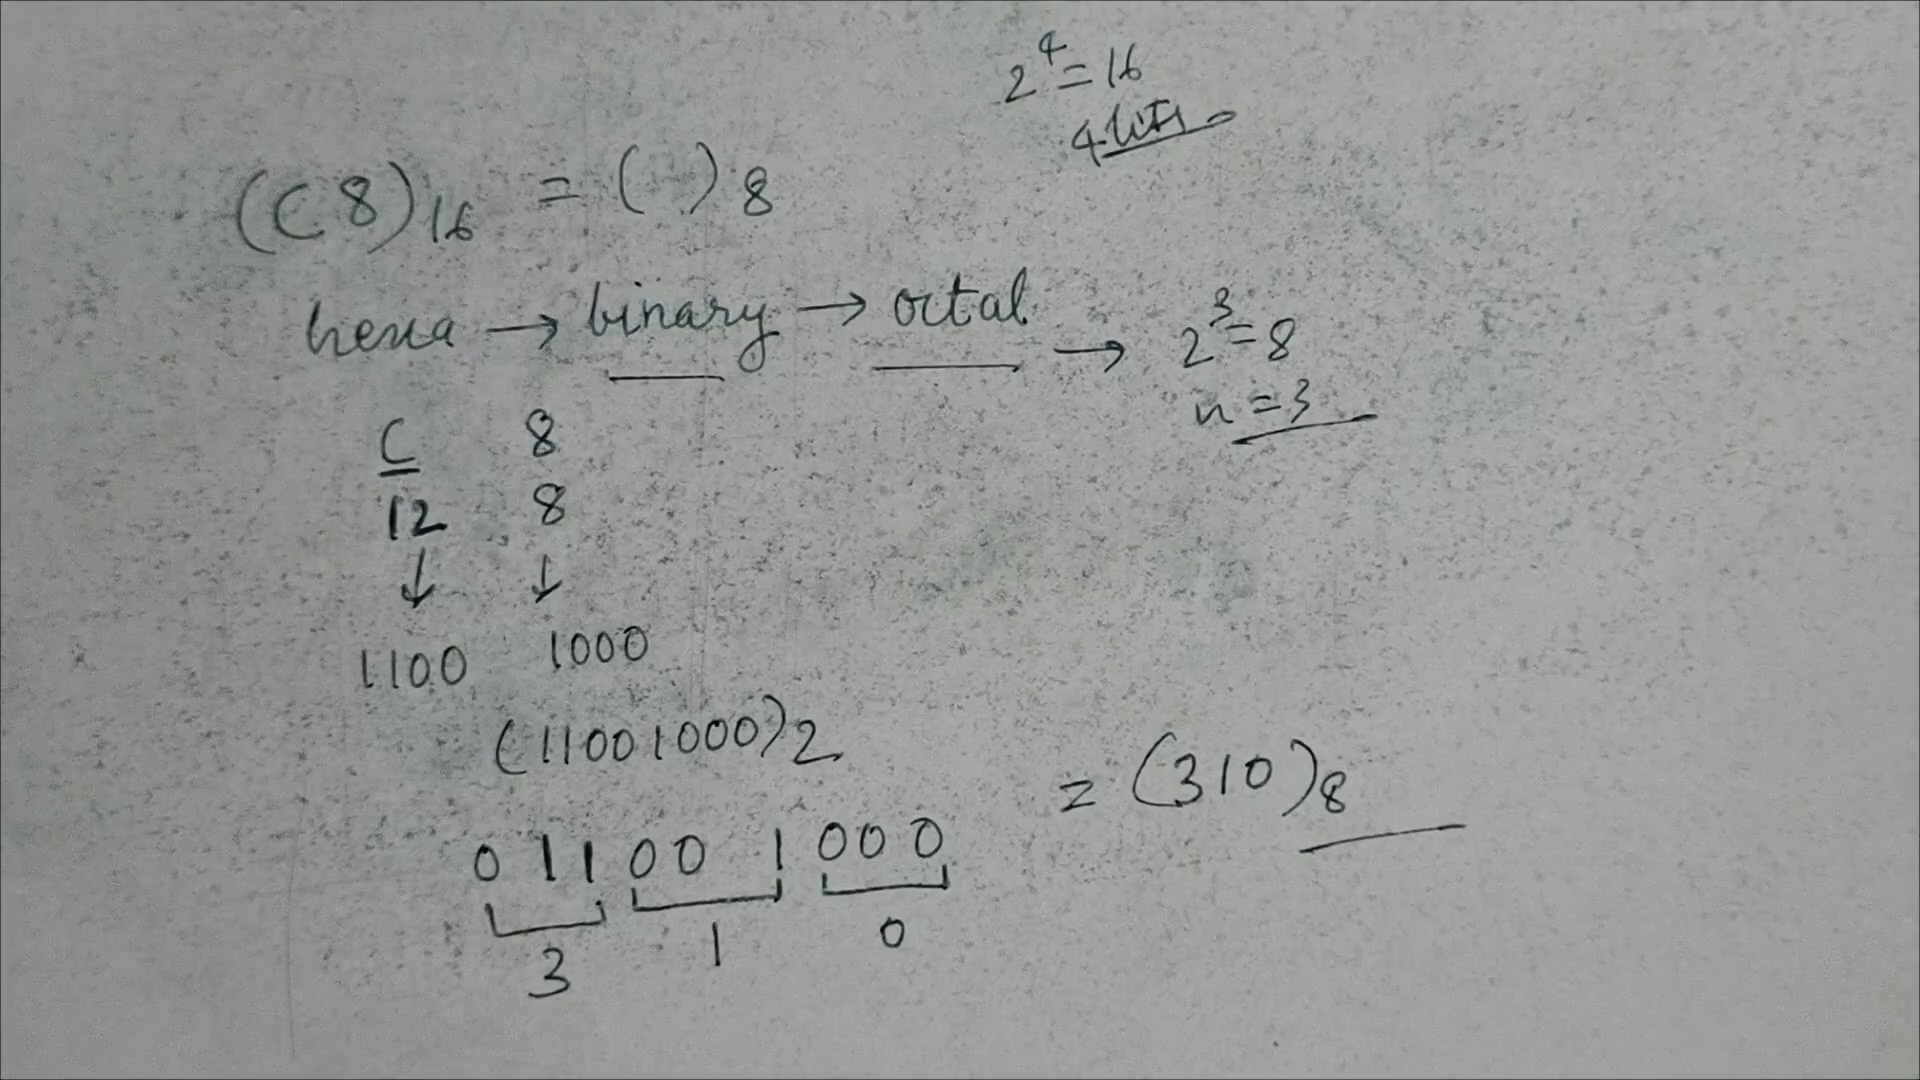 2⁴ = 16
4 bits
(C8)16 = ( )8
hexa → binary → octal → 2³ = 8
n = 3
C 8
12 8
↓ ↓
1100 1000
(11001000)2
= (310)8
0 1 1 0 0 1 0 0 0
3 1 0